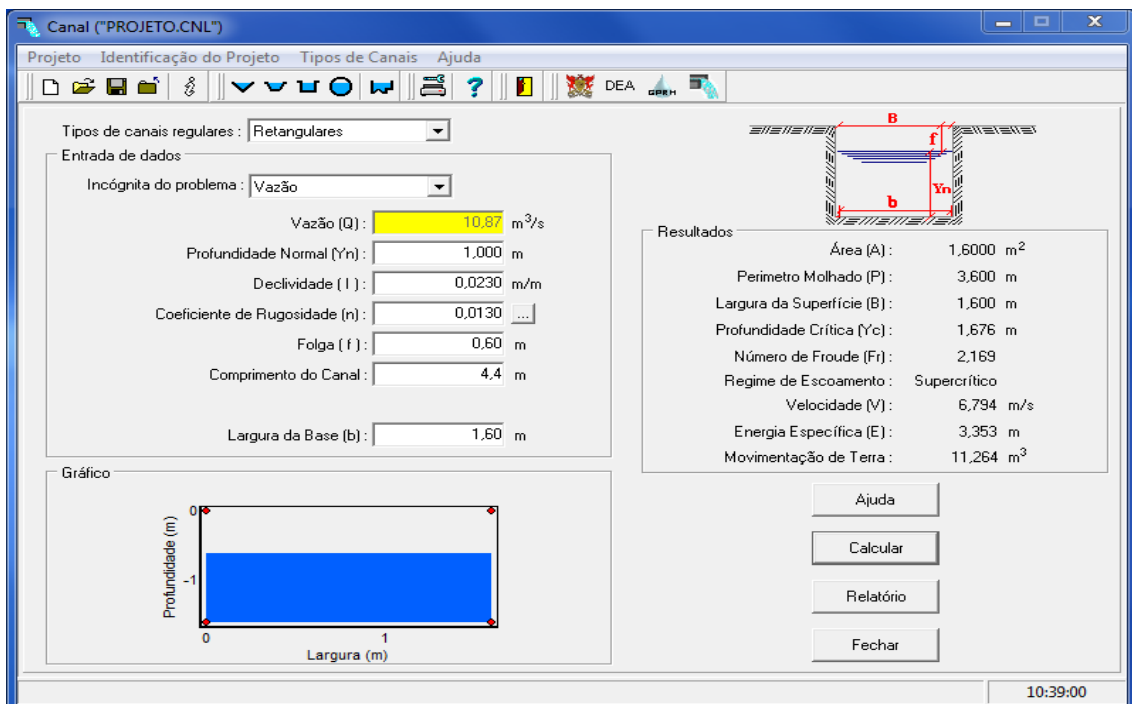 Canal ("PROJETO.CNL")
Projeto Identificação do Projeto Tipos de Canais Ajuda
DEA GPRH
Tipos de canais regulares : Retangulares
Entrada de dados
Incógnita do problema : Vazão
Vazão (Q) : 10,87 m³/s
Profundidade Normal (Yn) : 1,000 m
Declividade ( I ) : 0,0230 m/m
Coeficiente de Rugosidade (n) : 0,0130 ...
Folga ( f ) : 0,60 m
Comprimento do Canal : 4,4 m
Largura da Base (b) : 1,60 m
Gráfico
Profundidade (m)
0
-1
0 1
Largura (m)
B
f
Yn
b
Resultados
Área (A) : 1,6000 m²
Perimetro Molhado (P) : 3,600 m
Largura da Superfície (B) : 1,600 m
Profundidade Crítica (Yc) : 1,676 m
Número de Froude (Fr) : 2,169
Regime de Escoamento : Supercrítico
Velocidade (V) : 6,794 m/s
Energia Específica (E) : 3,353 m
Movimentação de Terra : 11,264 m³
Ajuda
Calcular
Relatório
Fechar
10:39:00